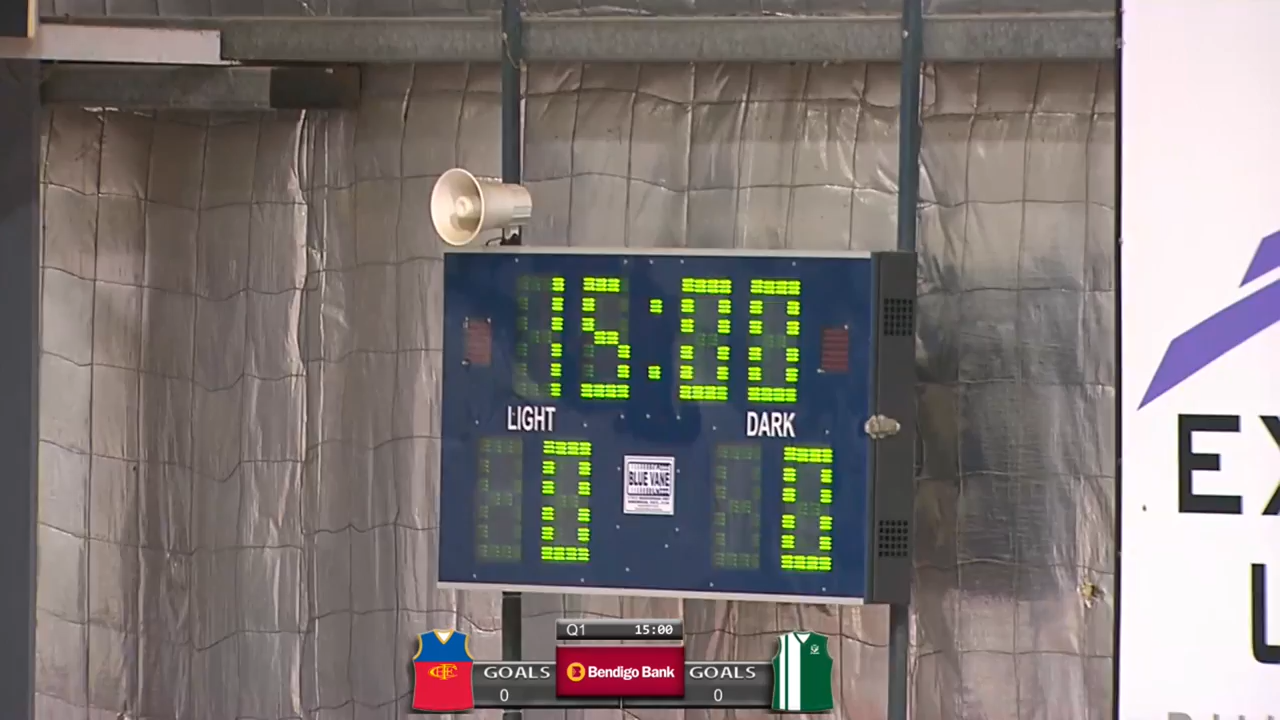 15:00
LIGHT
DARK
0
0
BLUE VANE
EX
Q1
15:00
GOALS
Bendigo Bank
GOALS
0
0